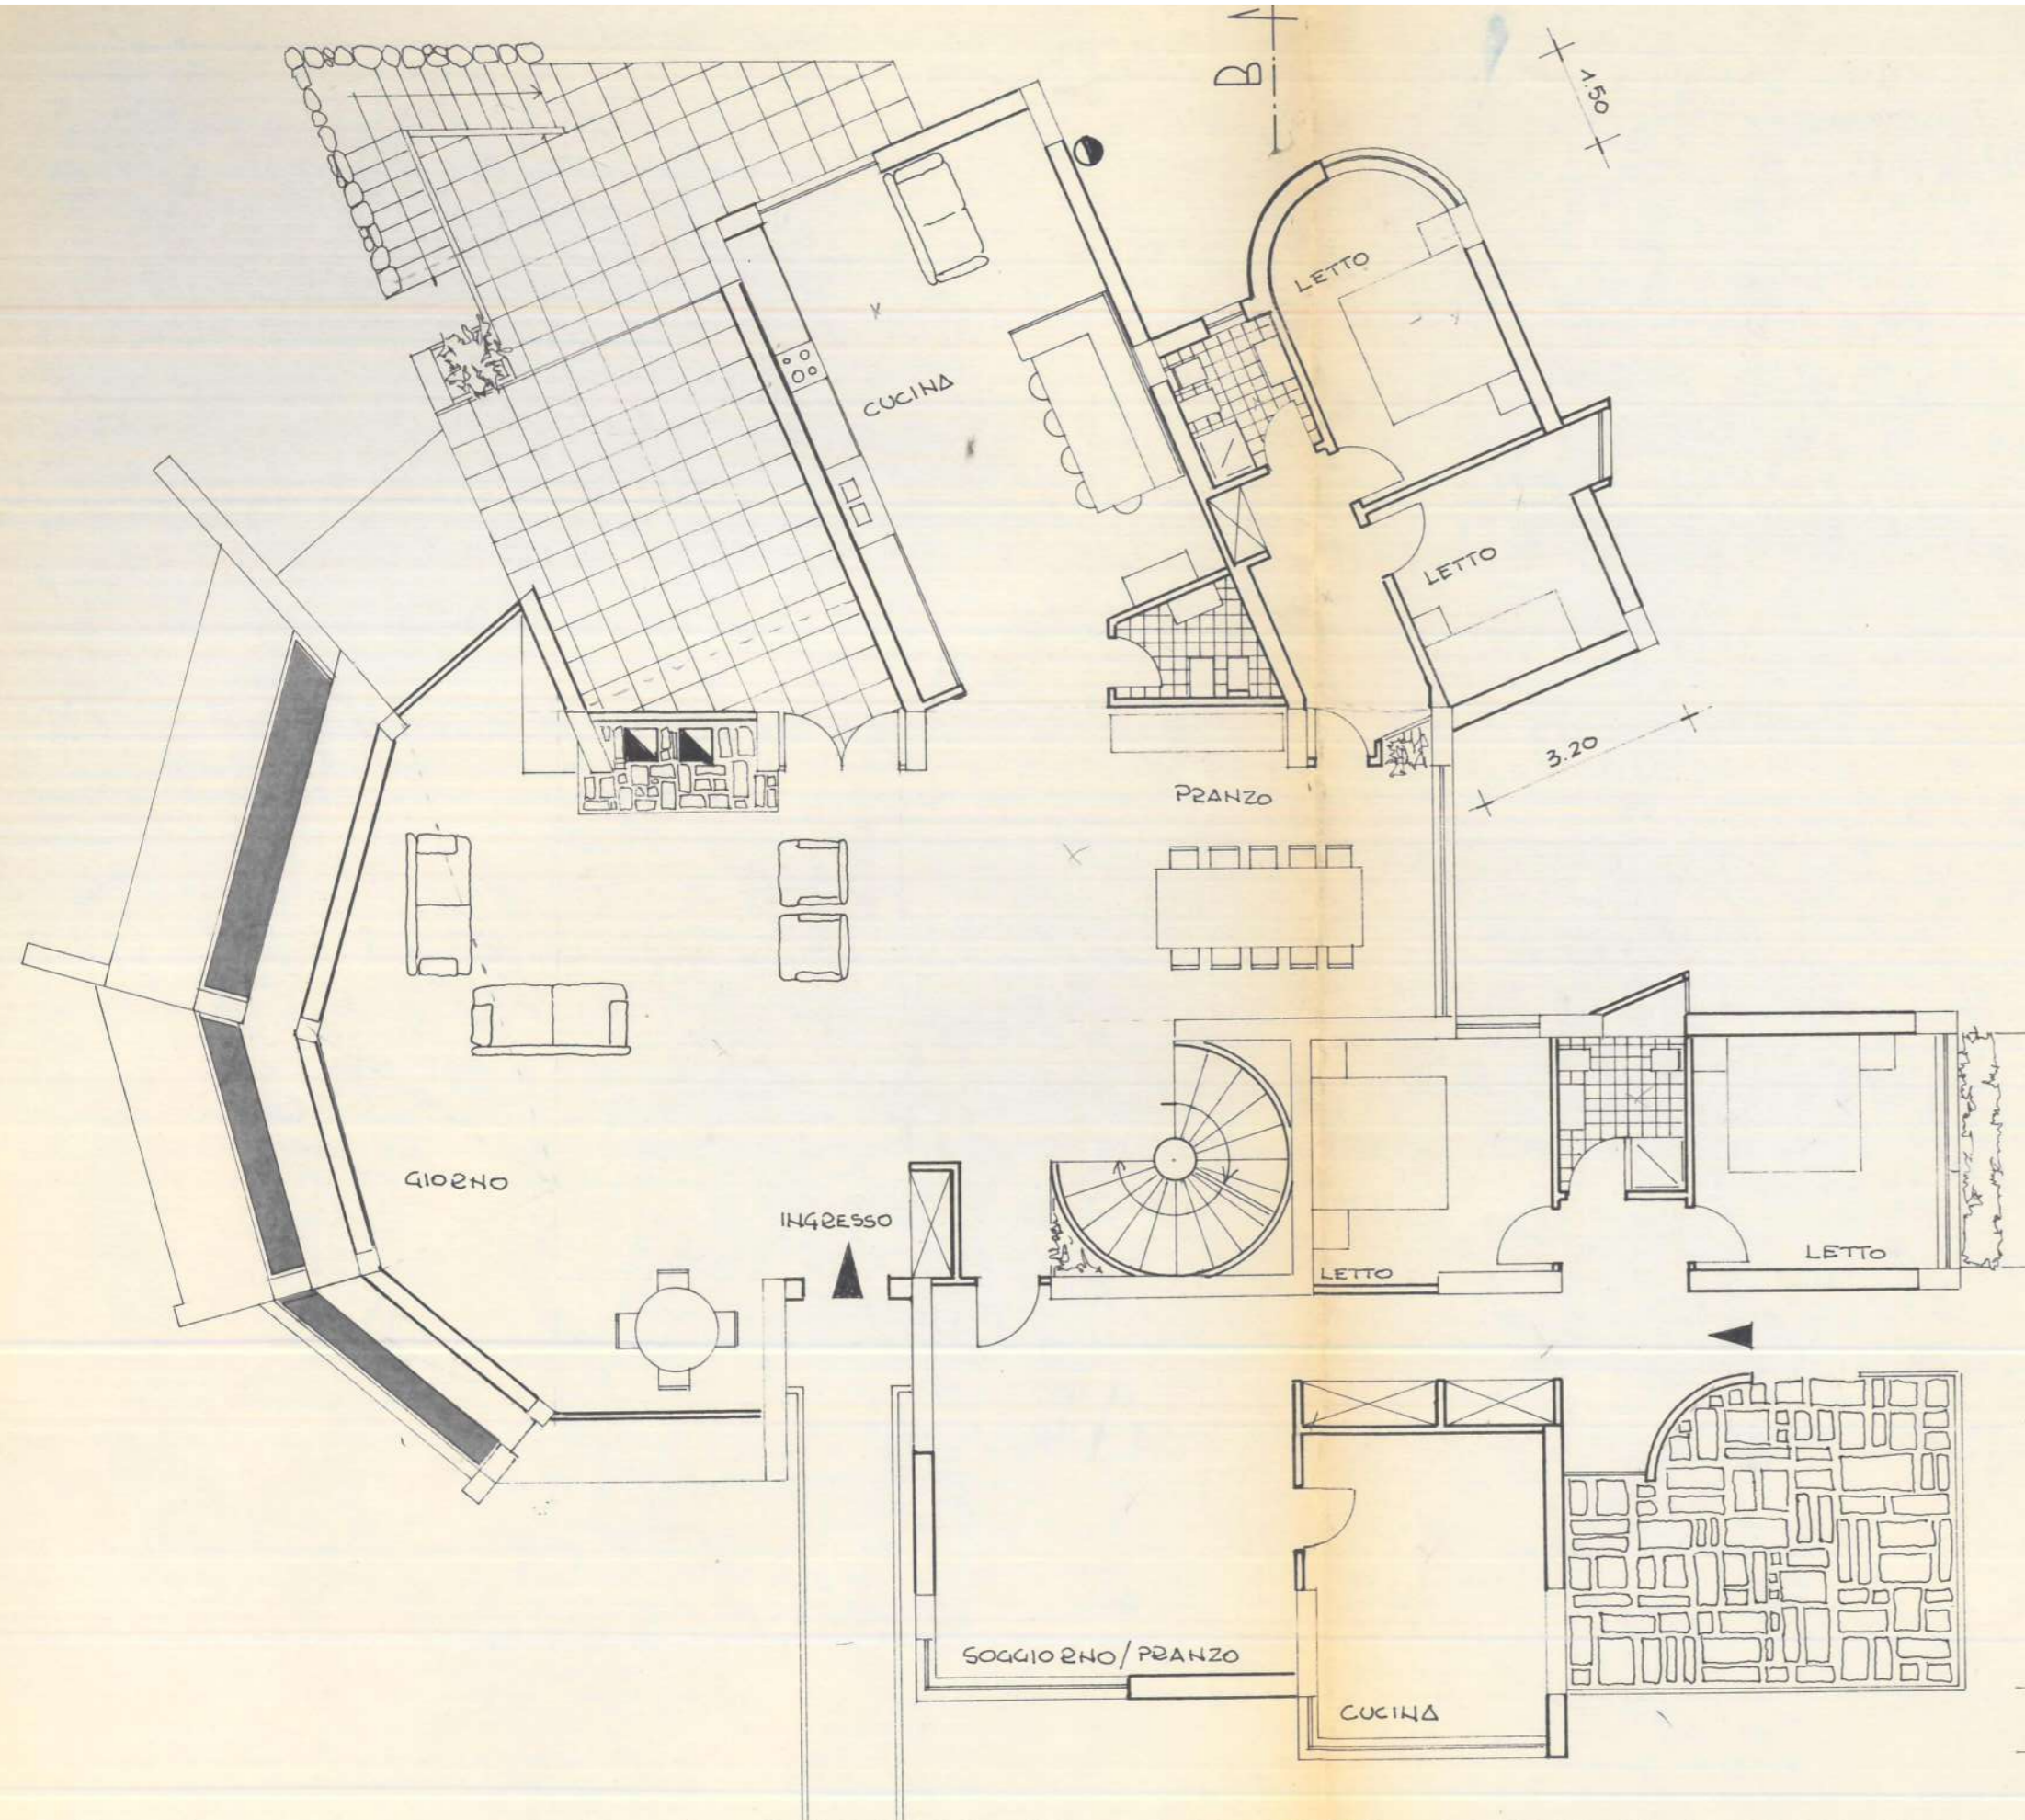 B
1.50
LETTO
CUCINA
LETTO
3.20
PRANZO
GIORNO
INGRESSO
LETTO
LETTO
SOGGIORNO/PRANZO
CUCINA